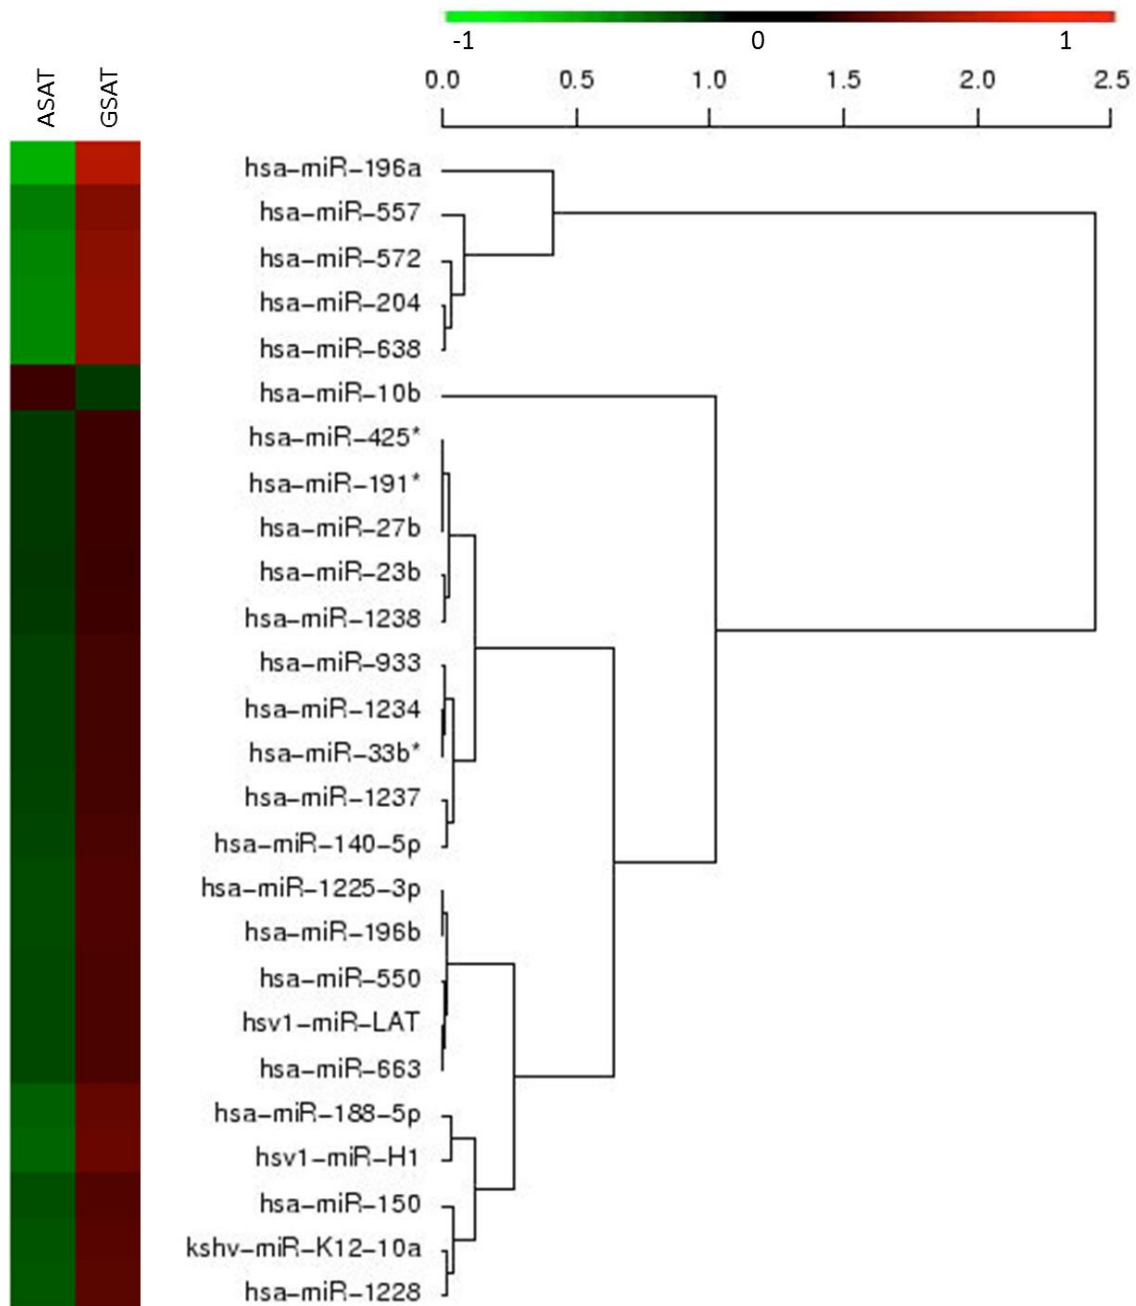 -1 0 1
0.0 0.5 1.0 1.5 2.0 2.5
ASAT
GSAT
hsa-miR-196a
hsa-miR-557
hsa-miR-572
hsa-miR-204
hsa-miR-638
hsa-miR-10b
hsa-miR-425*
hsa-miR-191*
hsa-miR-27b
hsa-miR-23b
hsa-miR-1238
hsa-miR-933
hsa-miR-1234
hsa-miR-33b*
hsa-miR-1237
hsa-miR-140-5p
hsa-miR-1225-3p
hsa-miR-196b
hsa-miR-550
hsv1-miR-LAT
hsa-miR-663
hsa-miR-188-5p
hsv1-miR-H1
hsa-miR-150
kshv-miR-K12-10a
hsa-miR-1228